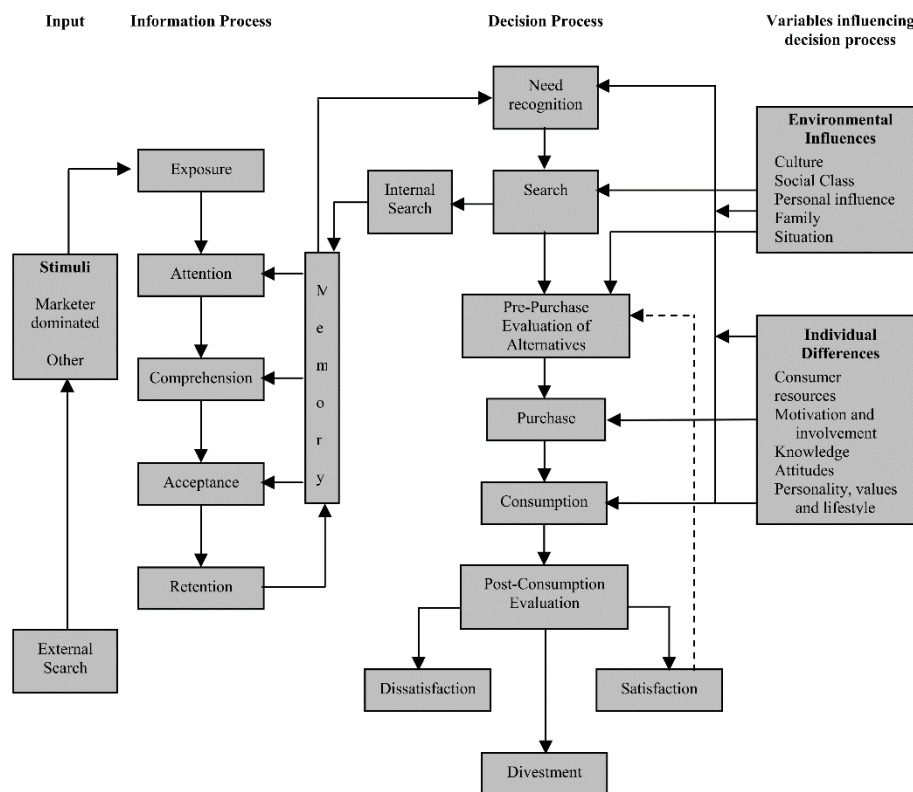 Input
Information Process
Decision Process
Variables influencing
decision process
Need
recognition
Environmental
Influences
Culture
Social Class
Personal influence
Family
Situation
Exposure
Internal
Search
Search
Stimuli
Marketer
dominated
Other
Attention
M
e
m
o
r
y
Pre-Purchase
Evaluation of
Alternatives
Individual
Differences
Consumer
resources
Motivation and
involvement
Knowledge
Attitudes
Personality, values
and lifestyle
Comprehension
Purchase
Acceptance
Consumption
Retention
Post-Consumption
Evaluation
External
Search
Dissatisfaction
Satisfaction
Divestment